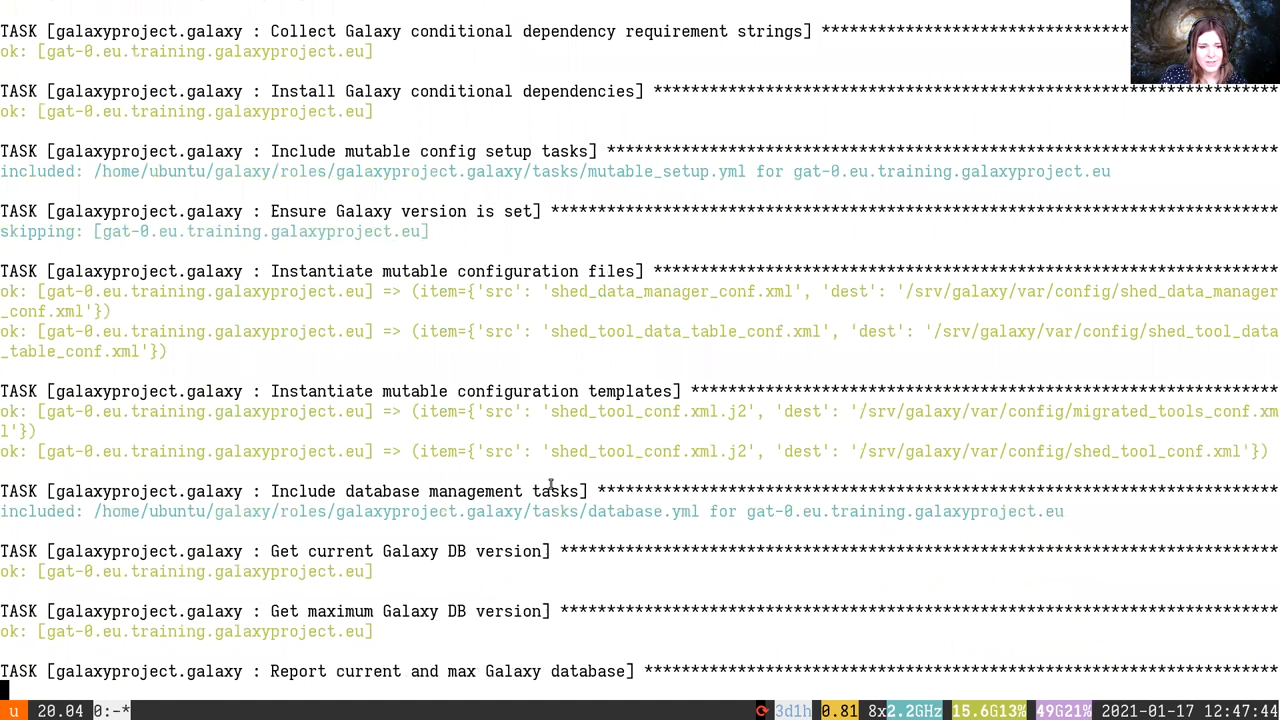 TASK [galaxyproject.galaxy : Collect Galaxy conditional dependency requirement strings] *********************************
ok: [gat-0.eu.training.galaxyproject.eu]
TASK [galaxyproject.galaxy : Install Galaxy conditional dependencies] *******************************************************************
ok: [gat-0.eu.training.galaxyproject.eu]
TASK [galaxyproject.galaxy : Include mutable config setup tasks] ************************************************************************
included: /home/ubuntu/galaxy/roles/galaxyproject.galaxy/tasks/mutable_setup.yml for gat-0.eu.training.galaxyproject.eu
TASK [galaxyproject.galaxy : Ensure Galaxy version is set] ******************************************************************************
skipping: [gat-0.eu.training.galaxyproject.eu]
TASK [galaxyproject.galaxy : Instantiate mutable configuration files] *******************************************************************
ok: [gat-0.eu.training.galaxyproject.eu] => (item={'src': 'shed_data_manager_conf.xml', 'dest': '/srv/galaxy/var/config/shed_data_manager
_conf.xml'})
ok: [gat-0.eu.training.galaxyproject.eu] => (item={'src': 'shed_tool_data_table_conf.xml', 'dest': '/srv/galaxy/var/config/shed_tool_data
_table_conf.xml'})
TASK [galaxyproject.galaxy : Instantiate mutable configuration templates] ***************************************************************
ok: [gat-0.eu.training.galaxyproject.eu] => (item={'src': 'shed_tool_conf.xml.j2', 'dest': '/srv/galaxy/var/config/migrated_tools_conf.xm
l'})
ok: [gat-0.eu.training.galaxyproject.eu] => (item={'src': 'shed_tool_conf.xml.j2', 'dest': '/srv/galaxy/var/config/shed_tool_conf.xml'})
TASK [galaxyproject.galaxy : Include database management tasks] *************************************************************************
included: /home/ubuntu/galaxy/roles/galaxyproject.galaxy/tasks/database.yml for gat-0.eu.training.galaxyproject.eu
TASK [galaxyproject.galaxy : Get current Galaxy DB version] *****************************************************************************
ok: [gat-0.eu.training.galaxyproject.eu]
TASK [galaxyproject.galaxy : Get maximum Galaxy DB version] *****************************************************************************
ok: [gat-0.eu.training.galaxyproject.eu]
TASK [galaxyproject.galaxy : Report current and max Galaxy database] ********************************************************************
u 20.04 0:-* 3d1h 0.81 8x2.2GHz 15.6G13% 49G21% 2021-01-17 12:47:44